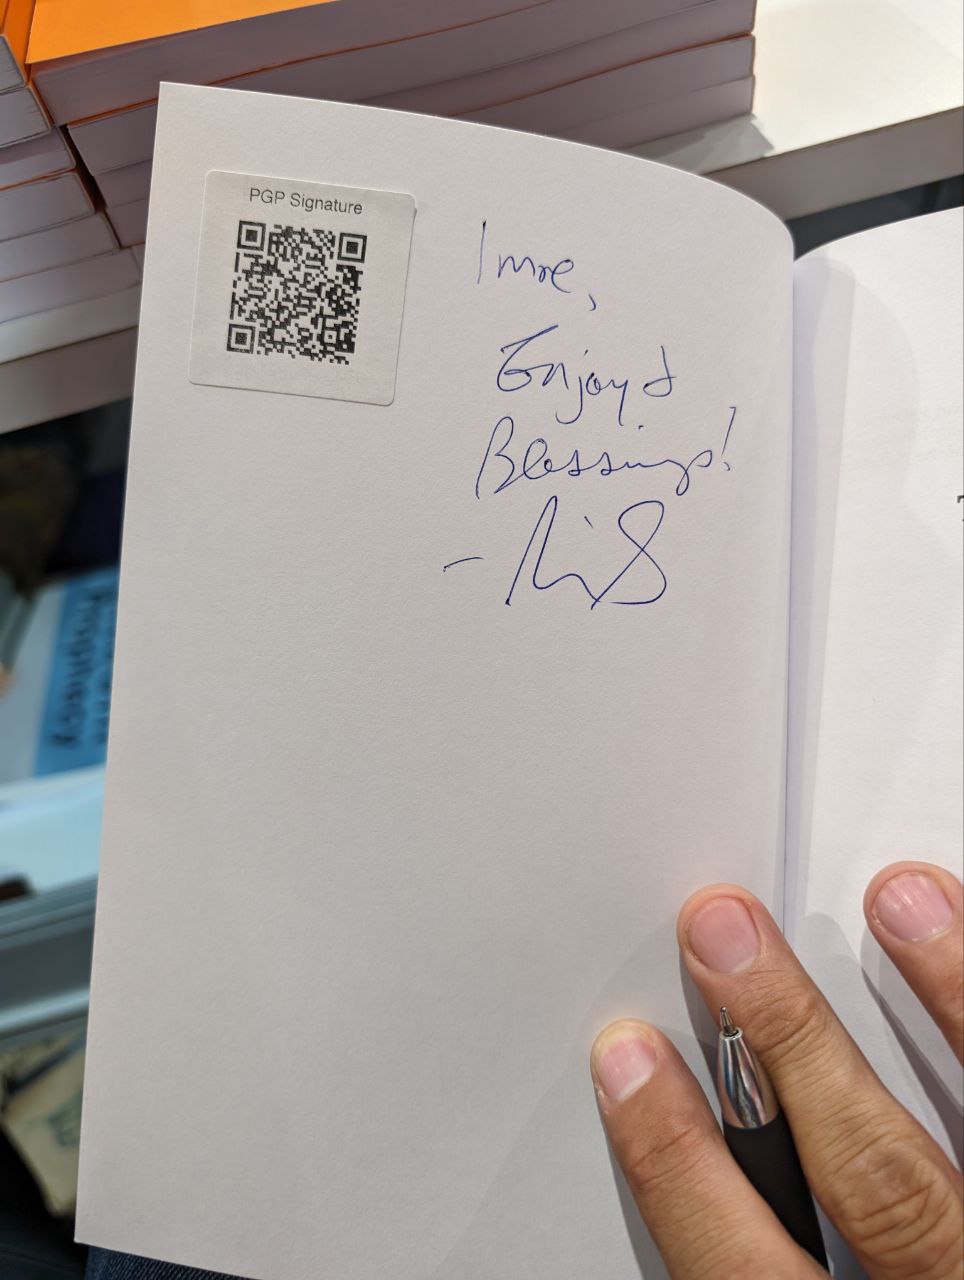 PGP Signature
Imre,
Enjoy &
Blessings!